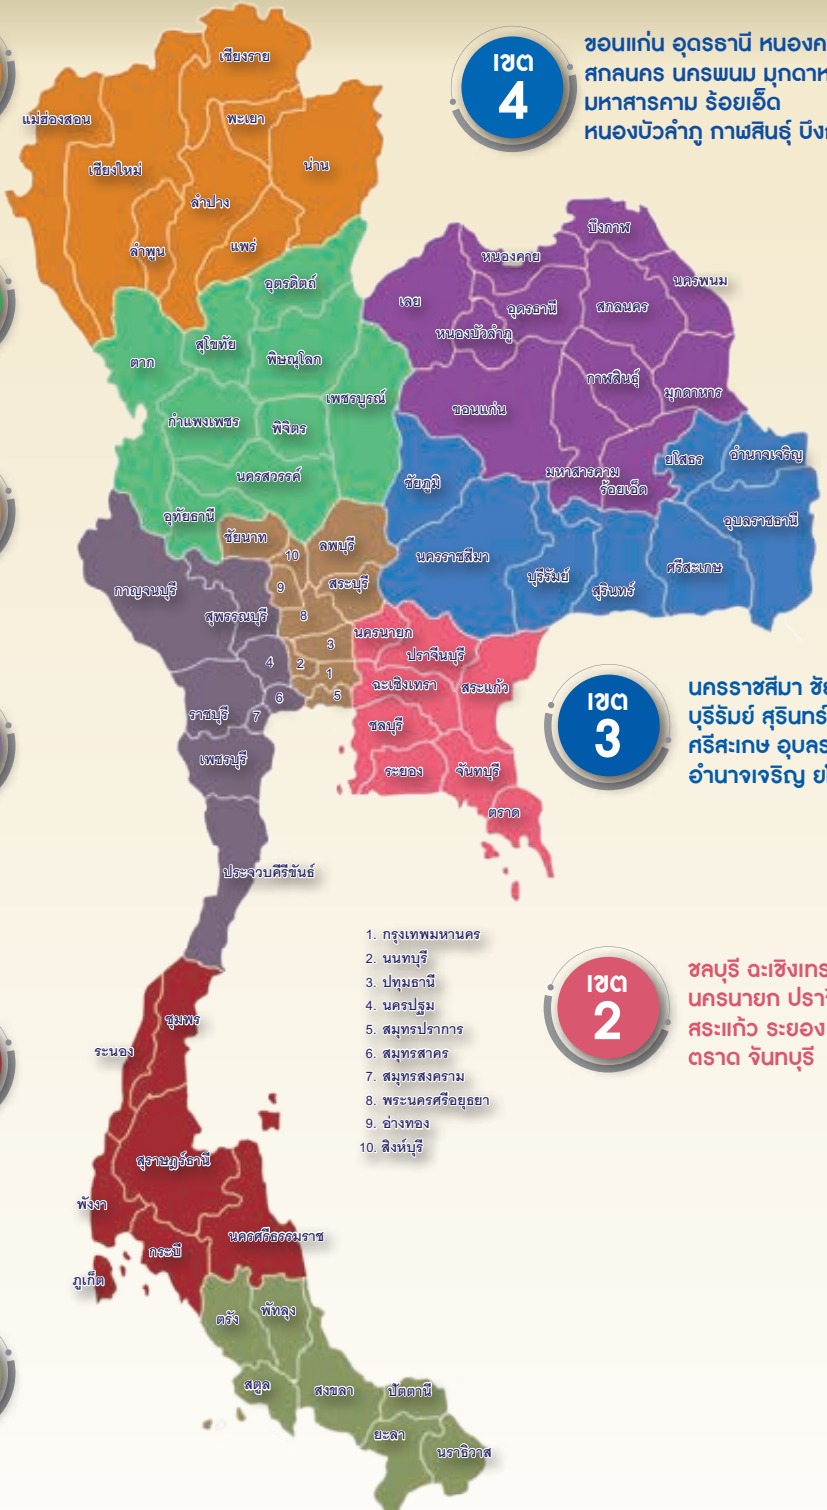 เขต
4
ขอนแก่น อุดรธานี
สกลนคร นครพนม
มหาสารคาม ร้อยเอ็ด
หนองบัวลำภู กาฬสินธุ์
เชียงราย
แม่ฮ่องสอน
พะเยา
เชียงใหม่
น่าน
ลำปาง
ลำพูน
แพร่
อุตรดิตถ์
บึงกาฬ
หนองคาย
นครพนม
เลย
อุดรธานี
สกลนคร
หนองบัวลำภู
ตาก
สุโขทัย
พิษณุโลก
เพชรบูรณ์
กาฬสินธุ์
มุกดาหาร
ขอนแก่น
กำแพงเพชร
พิจิตร
นครสวรรค์
ชัยภูมิ
มหาสารคาม
ร้อยเอ็ด
ยโสธร
อำนาจเจริญ
อุทัยธานี
ชัยนาท
10
ลพบุรี
อุบลราชธานี
กาญจนบุรี
9
สระบุรี
นครราชสีมา
บุรีรัมย์
สุรินทร์
ศรีสะเกษ
สุพรรณบุรี
8
นครนายก
3
ปราจีนบุรี
4
2
1
ฉะเชิงเทรา
สระแก้ว
6
5
ราชบุรี
7
ชลบุรี
เพชรบุรี
ระยอง
จันทบุรี
ตราด
เขต
3
นครราชสีมา
บุรีรัมย์ สุรินทร์
ศรีสะเกษ
อำนาจเจริญ
ประจวบคีรีขันธ์
1. กรุงเทพมหานคร
2. นนทบุรี
3. ปทุมธานี
4. นครปฐม
5. สมุทรปราการ
6. สมุทรสาคร
7. สมุทรสงคราม
8. พระนครศรีอยุธยา
9. อ่างทอง
10. สิงห์บุรี
เขต
2
ชลบุรี
นครนายก
สระแก้ว ระยอง
ตราด จันทบุรี
ชุมพร
ระนอง
สุราษฎร์ธานี
พังงา
นครศรีธรรมราช
กระบี่
ภูเก็ต
ตรัง
พัทลุง
สตูล
สงขลา
ปัตตานี
ยะลา
นราธิวาส